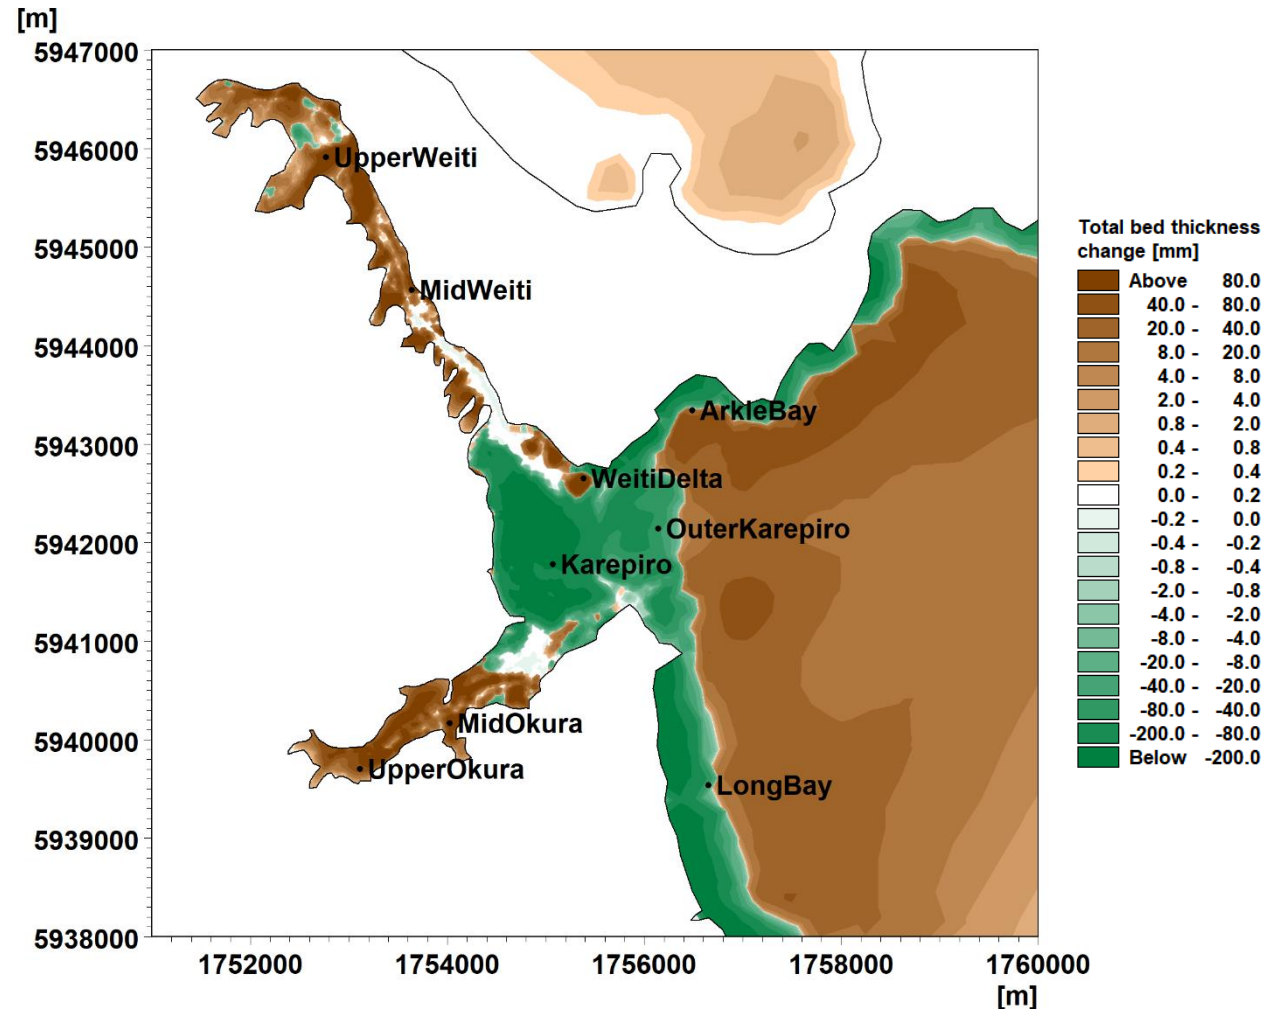 [m]
5947000
5946000
5945000
5944000
5943000
5942000
5941000
5940000
5939000
5938000
1752000 1754000 1756000 1758000 1760000
[m]
UpperWeiti
MidWeiti
ArkleBay
WeitiDelta
OuterKarepiro
Karepiro
MidOkura
UpperOkura
LongBay
Total bed thickness
change [mm]
Above 80.0
40.0 - 80.0
20.0 - 40.0
8.0 - 20.0
4.0 - 8.0
2.0 - 4.0
0.8 - 2.0
0.4 - 0.8
0.2 - 0.4
0.0 - 0.2
-0.2 - 0.0
-0.4 - -0.2
-0.8 - -0.4
-2.0 - -0.8
-4.0 - -2.0
-8.0 - -4.0
-20.0 - -8.0
-40.0 - -20.0
-80.0 - -40.0
-200.0 - -80.0
Below -200.0